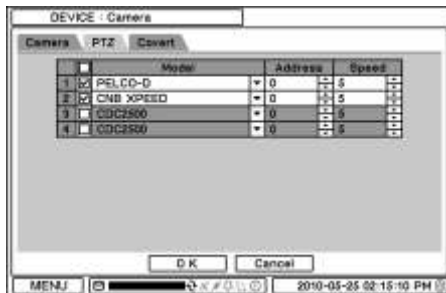 DEVICE : Camera
Camera PTZ Covert
Model Address Speed
1 PELCO-D 0 5
2 CNB XPEED 0 5
3 CDC2500 0 5
4 CDC2500 0 5
OK Cancel
MENU 2010-05-25 02:15:10 PM